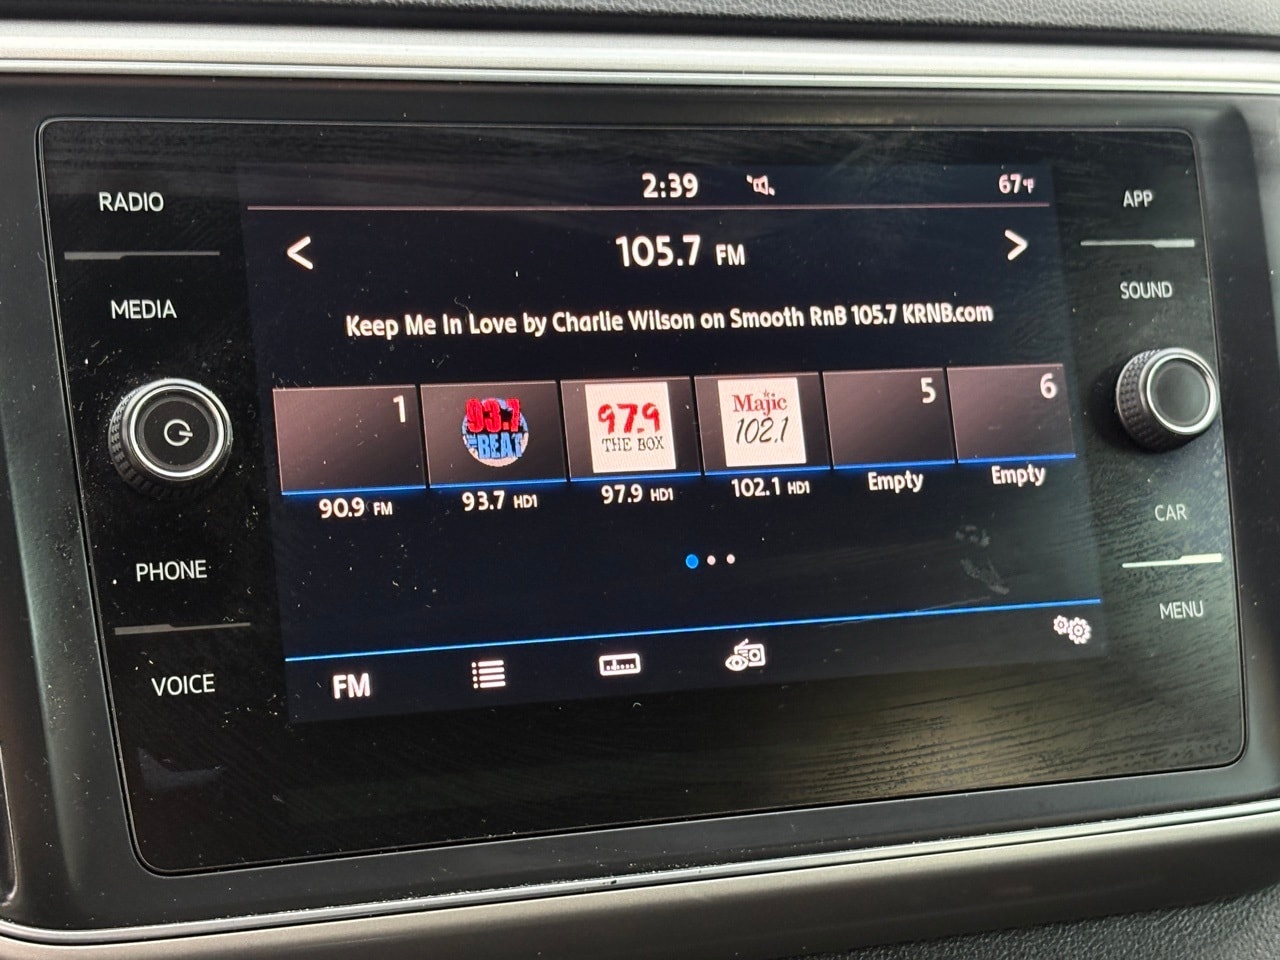 RADIO
MEDIA
PHONE
VOICE
2:39
67°F
105.7 FM
Keep Me In Love by Charlie Wilson on Smooth RnB 105.7 KRNB.com
1
93.7
THE BEAT
97.9
THE BOX
Majic
102.1
5
6
90.9 FM
93.7 HD1
97.9 HD1
102.1 HD1
Empty
Empty
FM
APP
SOUND
CAR
MENU